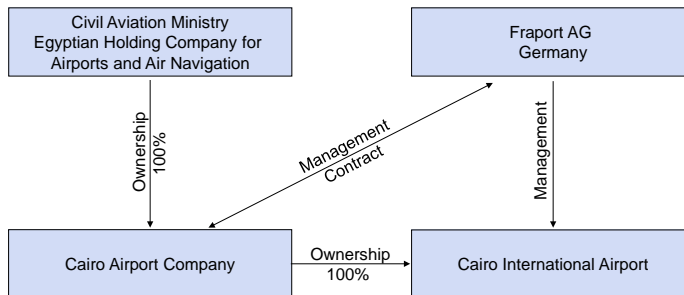 Civil Aviation Ministry
Egyptian Holding Company for
Airports and Air Navigation
Fraport AG
Germany
Ownership
100%
Management
Contract
Management
Cairo Airport Company
Ownership
100%
Cairo International Airport